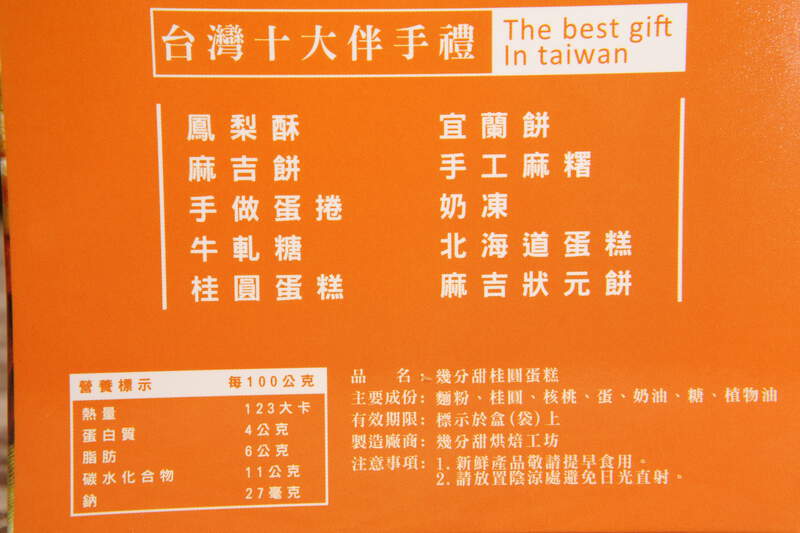 台灣十大伴手禮
The best gift
In taiwan
鳳梨酥
麻吉餅
手做蛋捲
牛軋糖
桂圓蛋糕
宜蘭餅
手工麻糬
奶凍
北海道蛋糕
麻吉狀元餅
營養標示 每100公克
熱量 123大卡
蛋白質 4公克
脂肪 6公克
碳水化合物 11公克
鈉 27毫克
品名:幾分甜桂圓蛋糕
主要成份:麵粉、桂圓、核桃、蛋、奶油、糖、植物油
有效期限:標示於盒(袋)上
製造廠商:幾分甜烘焙工坊
注意事項:1.新鮮產品敬請提早食用。
2.請放置陰涼處避免日光直射。